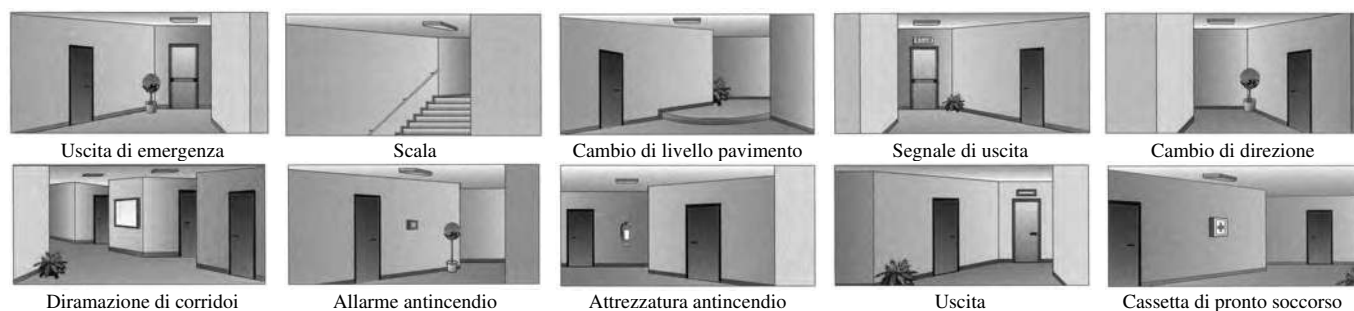 Uscita di emergenza
Scala
Cambio di livello pavimento
Segnale di uscita
Cambio di direzione
Diramazione di corridoi
Allarme antincendio
Attrezzatura antincendio
Uscita
Cassetta di pronto soccorso